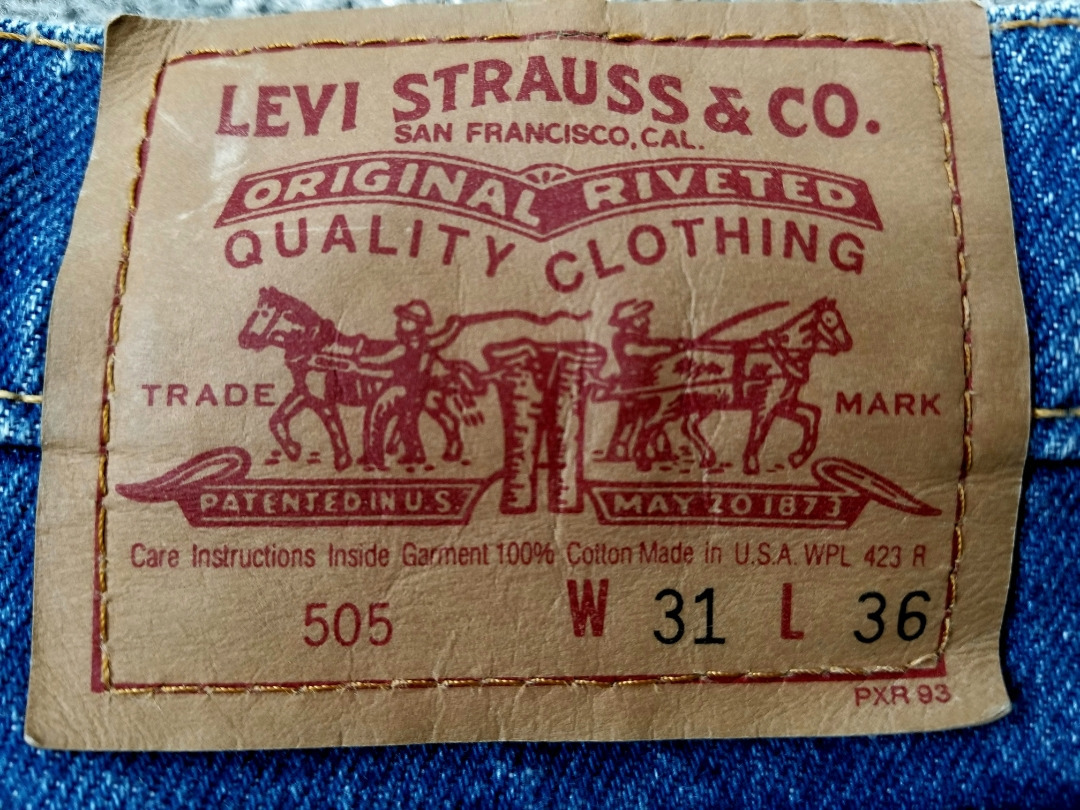 LEVI STRAUSS & CO.
SAN FRANCISCO, CAL.
ORIGINAL RIVETED
QUALITY CLOTHING
TRADE MARK
PATENTED IN U.S. MAY 20 1873
Care Instructions Inside Garment 100% Cotton Made in U.S.A. WPL 423 R
505 W 31 L 36
PXR 93